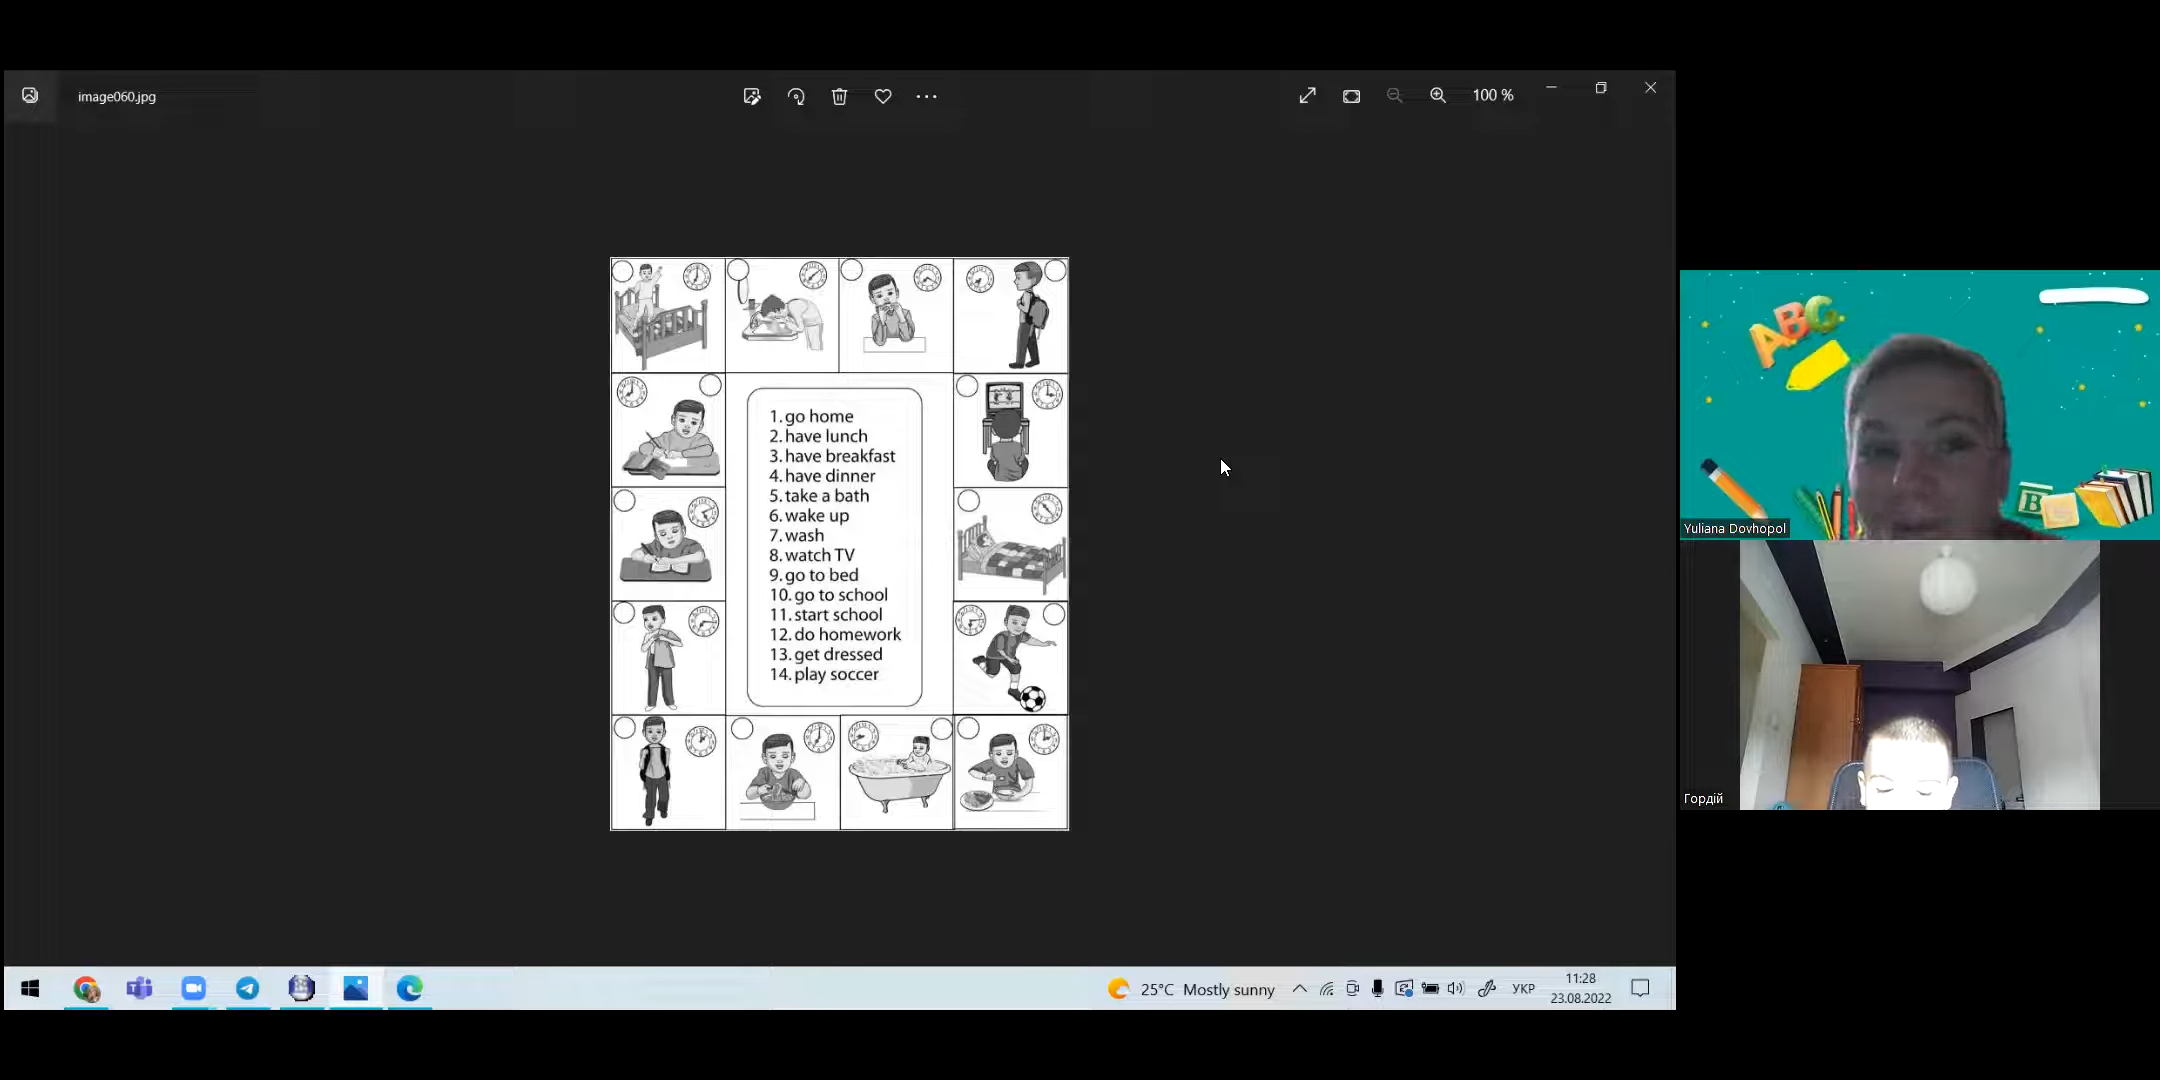 image060.jpg
100 %
1. go home
2. have lunch
3. have breakfast
4. have dinner
5. take a bath
6. wake up
7. wash
8. watch TV
9. go to bed
10. go to school
11. start school
12. do homework
13. get dressed
14. play soccer
ABC
B
Yuliana Dovhopol
Гордій
25°C Mostly sunny
УКР
11:28
23.08.2022